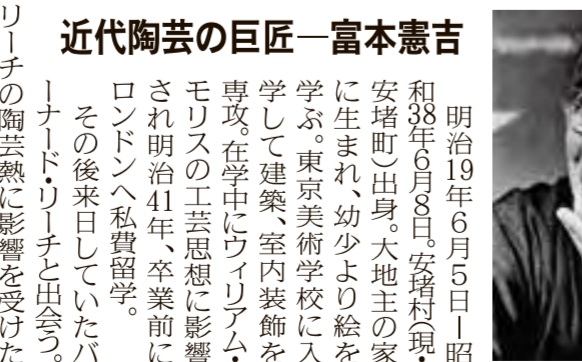 近代陶芸の巨匠―富本憲吉
明治19年6月5日―昭
和38年6月8日。安堵村(現・
安堵町)出身。大地主の家
に生まれ、幼少より絵を
学ぶ。東京美術学校に入
学して建築、室内装飾を
専攻。在学中にウィリアム・
モリスの工芸思想に影響
され明治41年、卒業前に
ロンドンへ私費留学。
その後来日していたバ
ーナード・リーチと出会う。
リーチの陶芸熱に影響を受けた